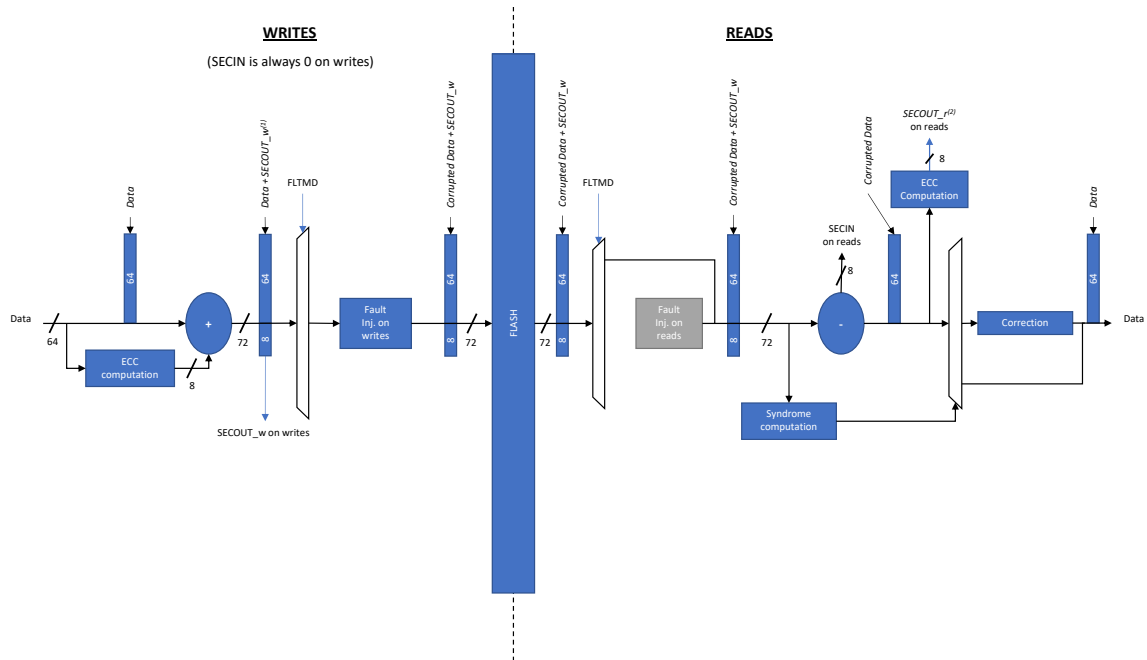 WRITES
(SECIN is always 0 on writes)
READS
Data
Data + SECOUT_w(1)
FLTMD
Corrupted Data + SECOUT_w
Corrupted Data + SECOUT_w
FLTMD
Corrupted Data + SECOUT_w
Corrupted Data
SECOUT_r(2)
on reads
8
ECC
Computation
Data
SECIN
on reads
8
64
64
64
64
64
64
64
Data
64
+
72
8
Fault
Inj. on
writes
8
72
FLASH
72
8
Fault
Inj. on
reads
8
72
-
Correction
Data
ECC
computation
8
SECOUT_w on writes
Syndrome
computation